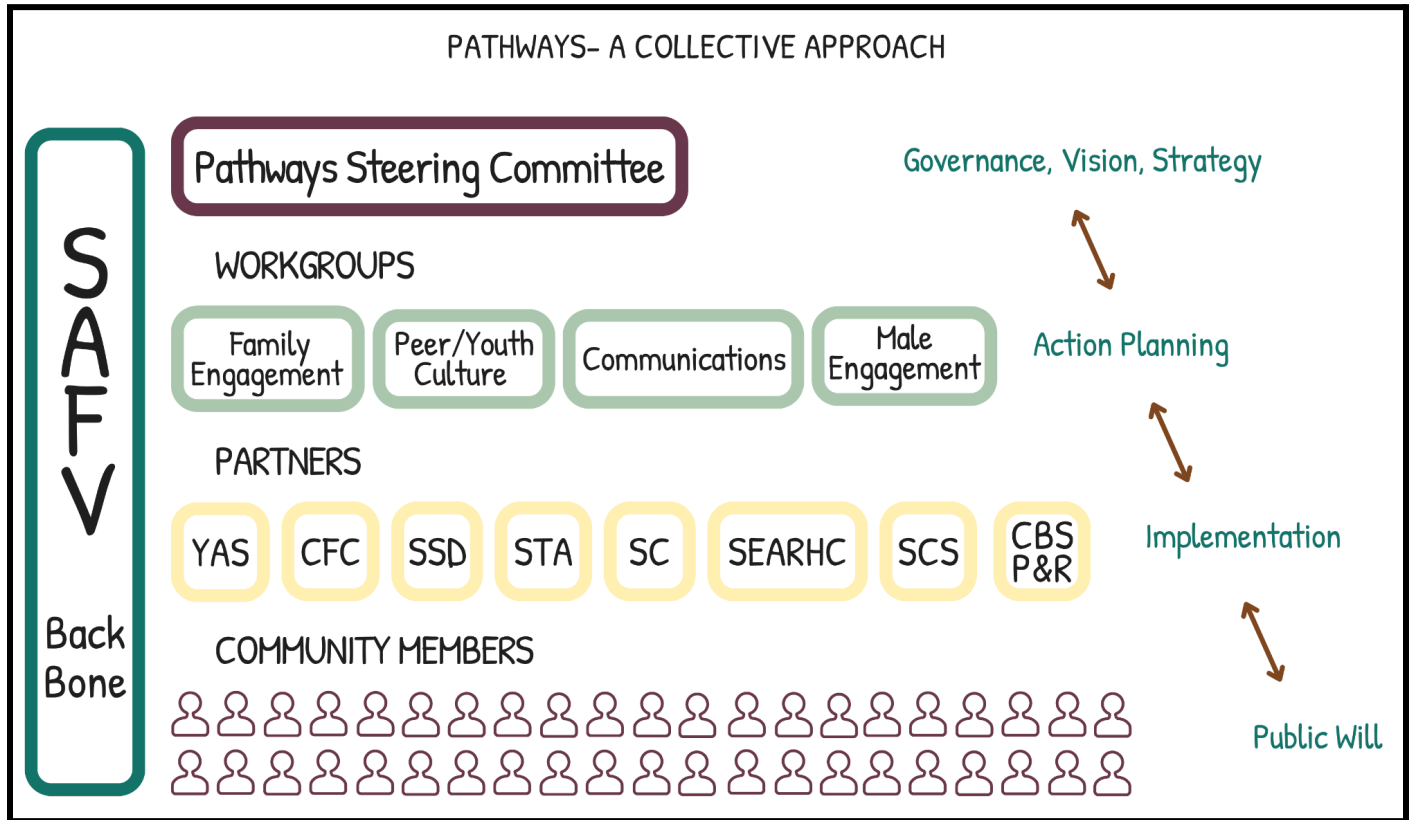 PATHWAYS- A COLLECTIVE APPROACH
SAFV
Back
Bone
Pathways Steering Committee
Governance, Vision, Strategy
WORKGROUPS
Family
Engagement
Peer/Youth
Culture
Communications
Male
Engagement
Action Planning
PARTNERS
YAS
CFC
SSD
STA
SC
SEARHC
SCS
CBS
P&R
Implementation
COMMUNITY MEMBERS
Public Will